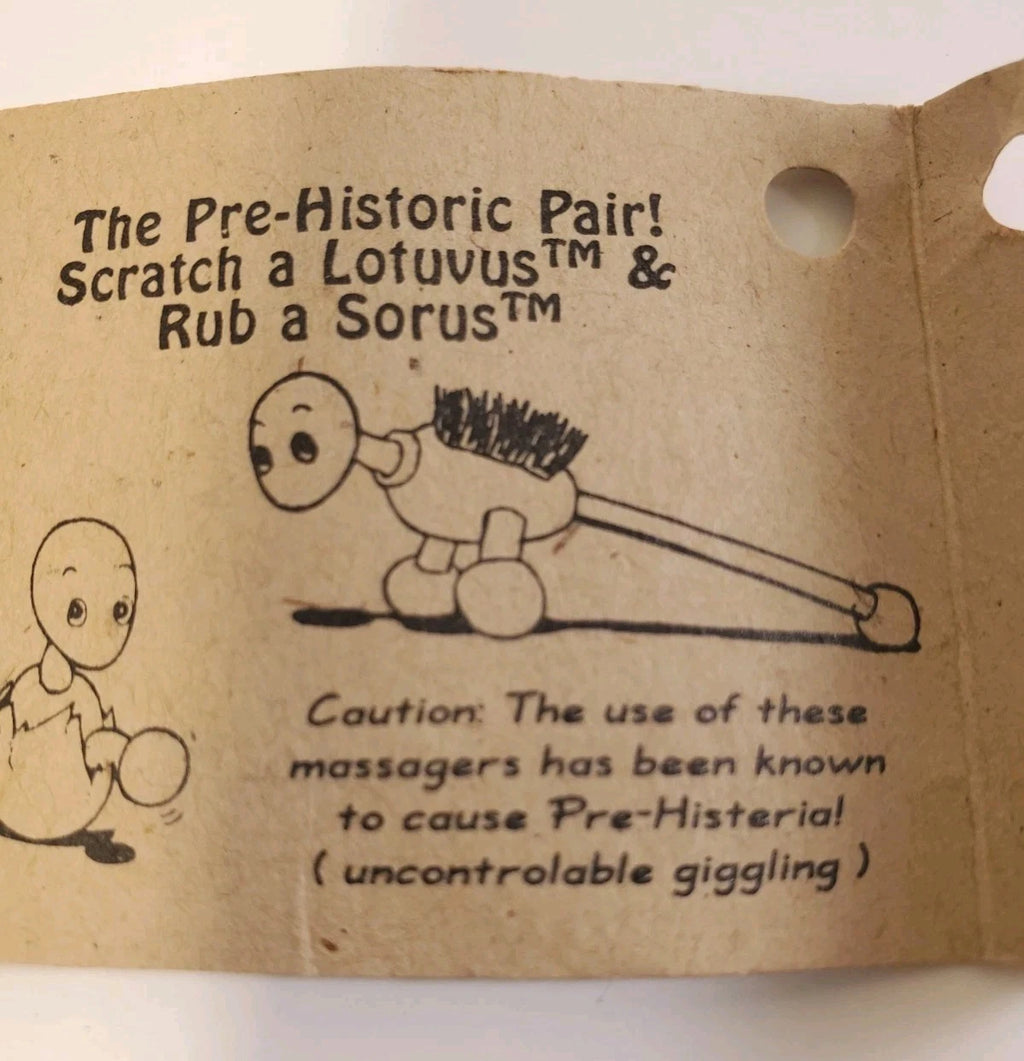 The Pre-Historic Pair!
Scratch a Lotuvus™ &
Rub a Sorus™
Caution: The use of these
massagers has been known
to cause Pre-Histeria!
( uncontrolable giggling )